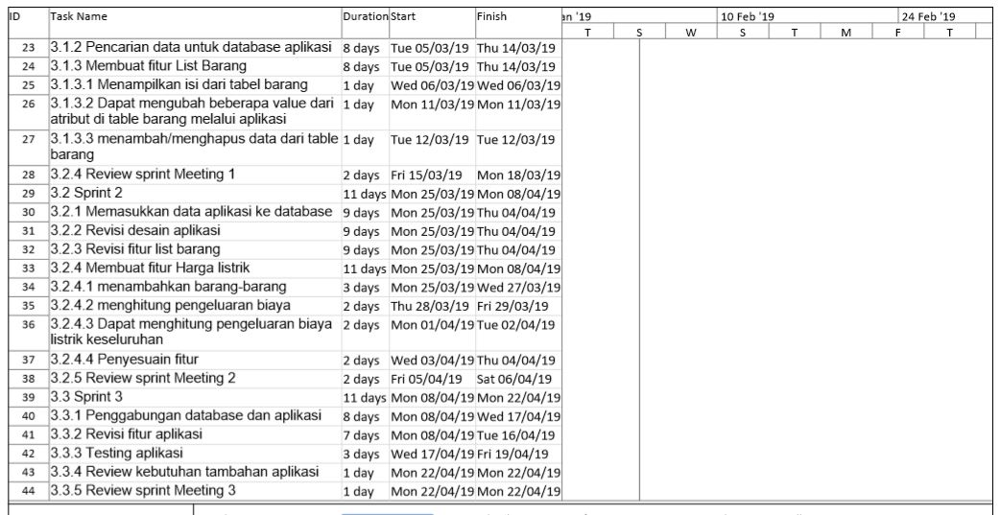 ID Task Name Duration Start Finish an '19 10 Feb '19 24 Feb '19
T S W S T M F T
23 3.1.2 Pencarian data untuk database aplikasi 8 days Tue 05/03/19 Thu 14/03/19
24 3.1.3 Membuat fitur List Barang 8 days Tue 05/03/19 Thu 14/03/19
25 3.1.3.1 Menampilkan isi dari tabel barang 1 day Wed 06/03/19 Wed 06/03/19
26 3.1.3.2 Dapat mengubah beberapa value dari 1 day Mon 11/03/19 Mon 11/03/19
atribut di table barang melalui aplikasi
27 3.1.3.3 menambah/menghapus data dari table 1 day Tue 12/03/19 Tue 12/03/19
barang
28 3.2.4 Review sprint Meeting 1 2 days Fri 15/03/19 Mon 18/03/19
29 3.2 Sprint 2 11 days Mon 25/03/19 Mon 08/04/19
30 3.2.1 Memasukkan data aplikasi ke database 9 days Mon 25/03/19 Thu 04/04/19
31 3.2.2 Revisi desain aplikasi 9 days Mon 25/03/19 Thu 04/04/19
32 3.2.3 Revisi fitur list barang 9 days Mon 25/03/19 Thu 04/04/19
33 3.2.4 Membuat fitur Harga listrik 11 days Mon 25/03/19 Mon 08/04/19
34 3.2.4.1 menambahkan barang-barang 3 days Mon 25/03/19 Wed 27/03/19
35 3.2.4.2 menghitung pengeluaran biaya 2 days Thu 28/03/19 Fri 29/03/19
36 3.2.4.3 Dapat menghitung pengeluaran biaya 2 days Mon 01/04/19 Tue 02/04/19
listrik keseluruhan
37 3.2.4.4 Penyesuain fitur 2 days Wed 03/04/19 Thu 04/04/19
38 3.2.5 Review sprint Meeting 2 2 days Fri 05/04/19 Sat 06/04/19
39 3.3 Sprint 3 11 days Mon 08/04/19 Mon 22/04/19
40 3.3.1 Penggabungan database dan aplikasi 8 days Mon 08/04/19 Wed 17/04/19
41 3.3.2 Revisi fitur aplikasi 7 days Mon 08/04/19 Tue 16/04/19
42 3.3.3 Testing aplikasi 3 days Wed 17/04/19 Fri 19/04/19
43 3.3.4 Review kebutuhan tambahan aplikasi 1 day Mon 22/04/19 Mon 22/04/19
44 3.3.5 Review sprint Meeting 3 1 day Mon 22/04/19 Mon 22/04/19